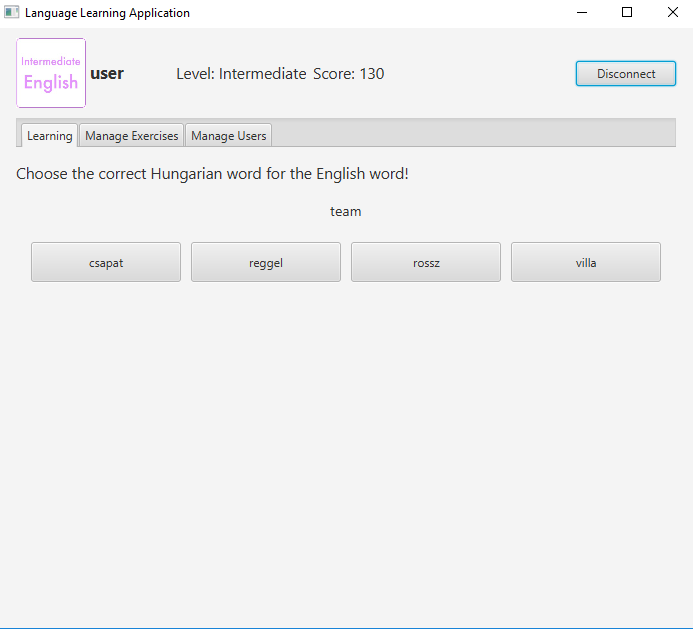 Language Learning Application
Intermediate
English
user
Level: Intermediate Score: 130
Disconnect
Learning Manage Exercises Manage Users
Choose the correct Hungarian word for the English word!
team
csapat reggel rossz villa